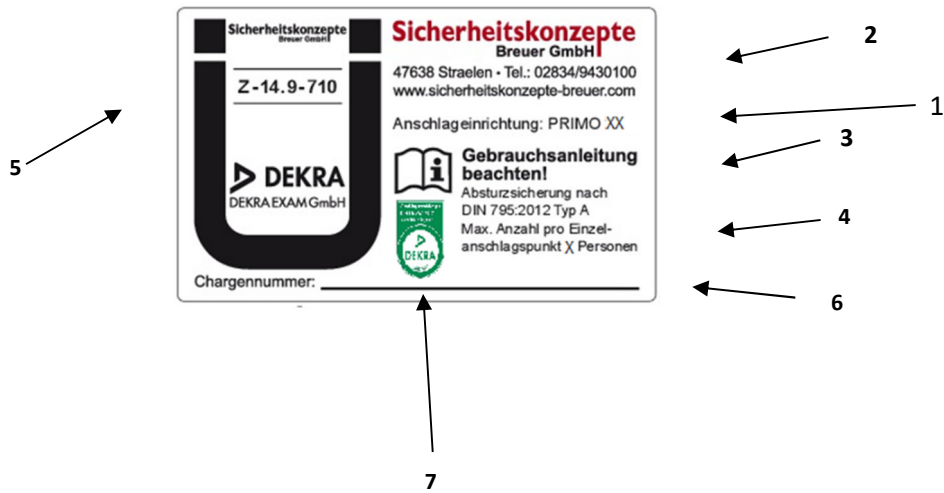 Sicherheitskonzepte
Breuer GmbH
Z-14.9-710
DEKRA
DEKRA EXAM GmbH
Sicherheitskonzepte
Breuer GmbH
47638 Straelen · Tel.: 02834/9430100
www.sicherheitskonzepte-breuer.com
Anschlageinrichtung: PRIMO XX
Gebrauchsanleitung
beachten!
Absturzsicherung nach
DIN 795:2012 Typ A
Max. Anzahl pro Einzel-
anschlagspunkt X Personen
DEKRA
Chargennummer:
2
1
3
4
5
6
7